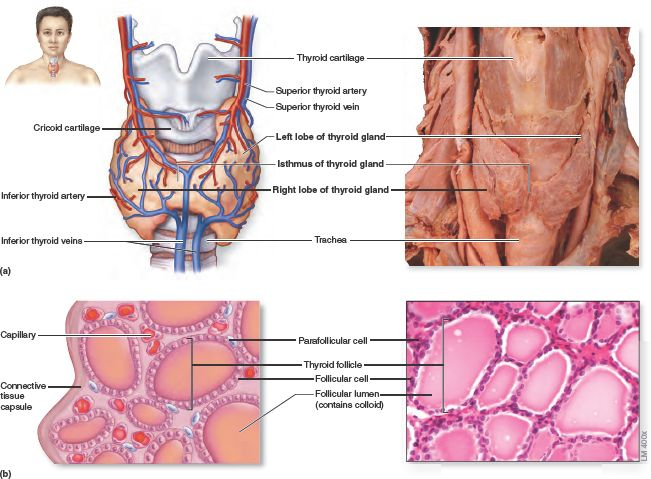 Thyroid cartilage
Superior thyroid artery
Superior thyroid vein
Cricoid cartilage
Left lobe of thyroid gland
Isthmus of thyroid gland
Right lobe of thyroid gland
Inferior thyroid artery
Inferior thyroid veins
Trachea
(a)
Capillary
Parafollicular cell
Thyroid follicle
Follicular cell
Connective
tissue
capsule
Follicular lumen
(contains colloid)
LM 400x
(b)